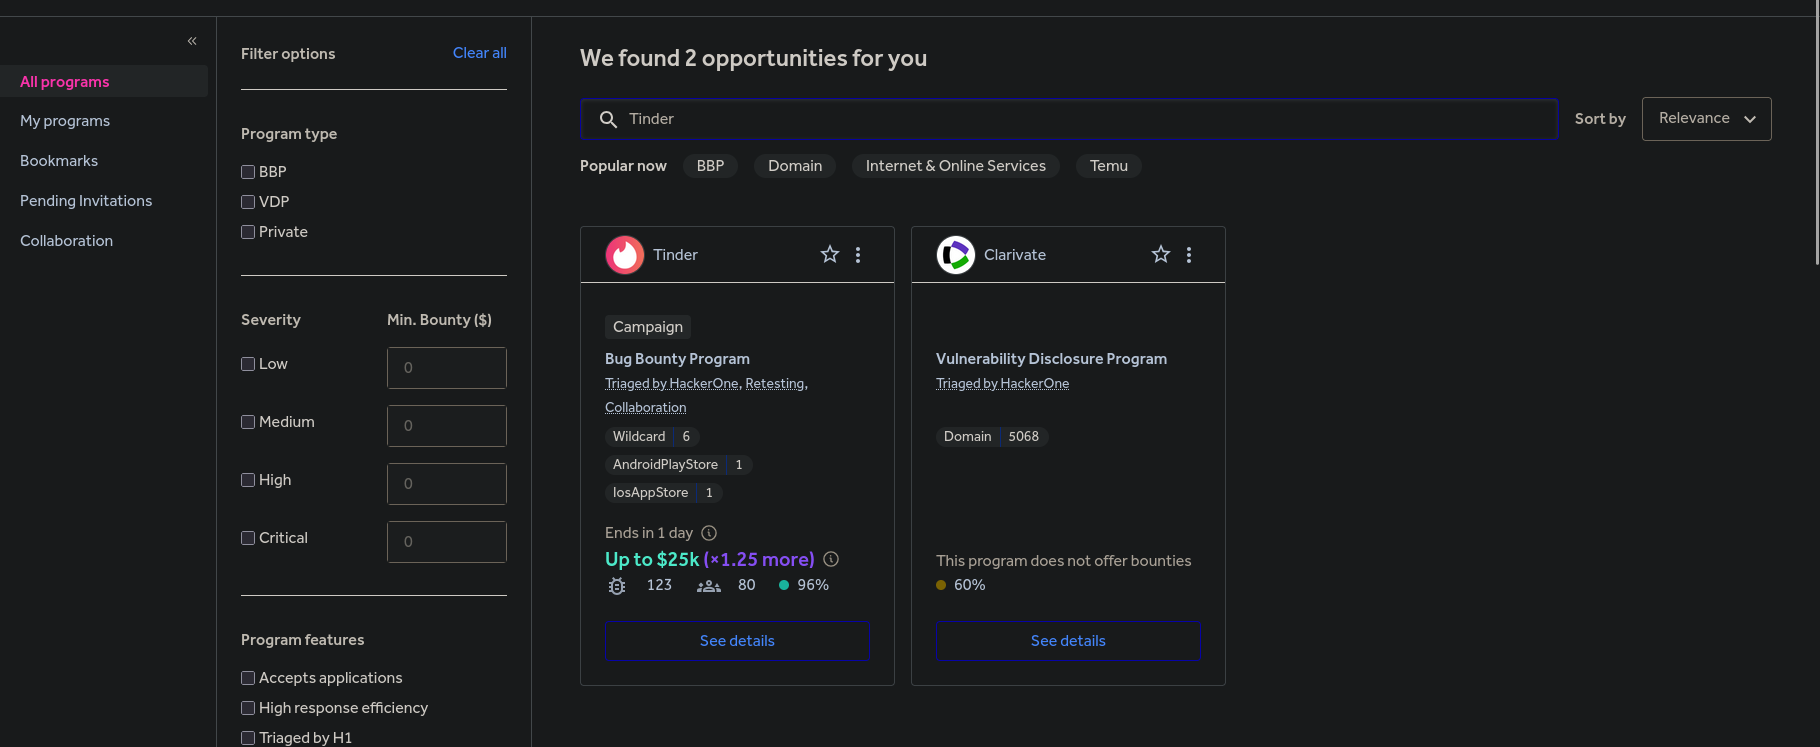 «
All programs
My programs
Bookmarks
Pending Invitations
Collaboration
Filter options Clear all
Program type
BBP
VDP
Private
Severity Min. Bounty ($)
Low 0
Medium 0
High 0
Critical 0
Program features
Accepts applications
High response efficiency
Triaged by H1
We found 2 opportunities for you
Tinder Sort by Relevance
Popular now BBP Domain Internet & Online Services Temu
Tinder
Campaign
Bug Bounty Program
Triaged by HackerOne, Retesting,
Collaboration
Wildcard 6
AndroidPlayStore 1
IosAppStore 1
Ends in 1 day
Up to $25k (×1.25 more)
123 80 96%
See details
Clarivate
Vulnerability Disclosure Program
Triaged by HackerOne
Domain 5068
This program does not offer bounties
60%
See details